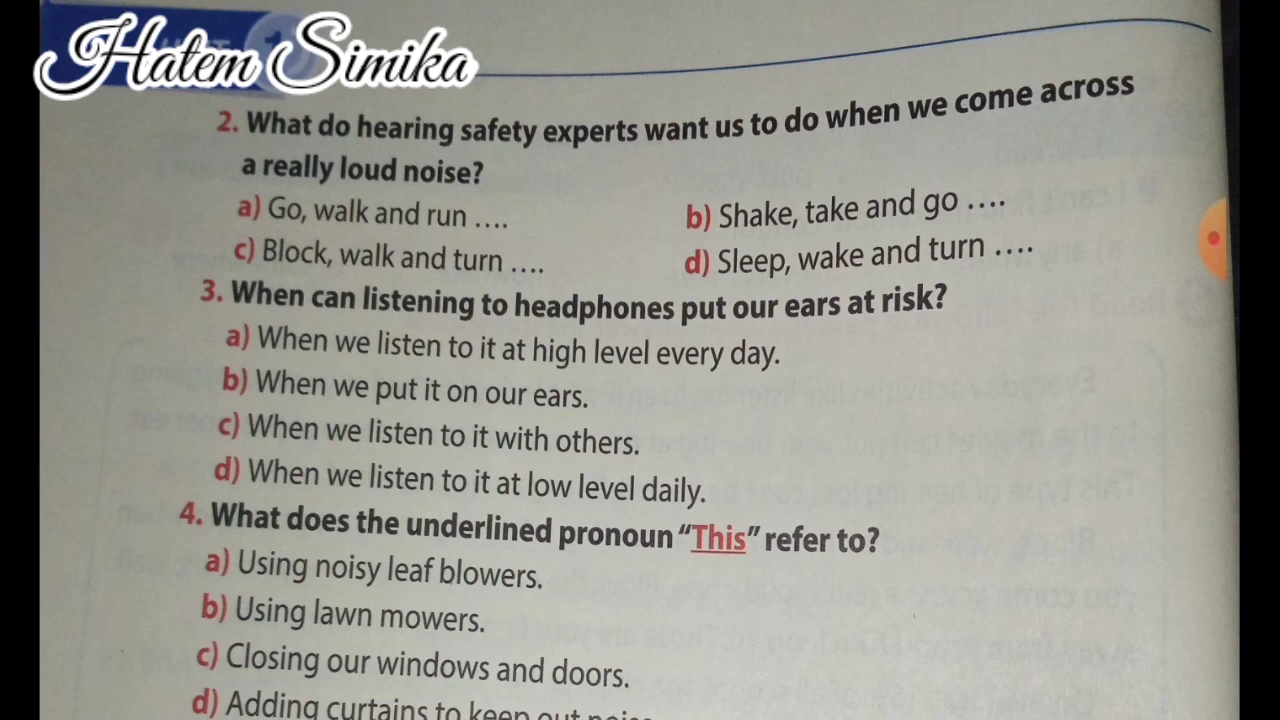 Hatem Simika
2. What do hearing safety experts want us to do when we come across
a really loud noise?
a) Go, walk and run .... b) Shake, take and go ....
c) Block, walk and turn .... d) Sleep, wake and turn ....
3. When can listening to headphones put our ears at risk?
a) When we listen to it at high level every day.
b) When we put it on our ears.
c) When we listen to it with others.
d) When we listen to it at low level daily.
4. What does the underlined pronoun “This” refer to?
a) Using noisy leaf blowers.
b) Using lawn mowers.
c) Closing our windows and doors.
d) Adding curtains to keep out noise